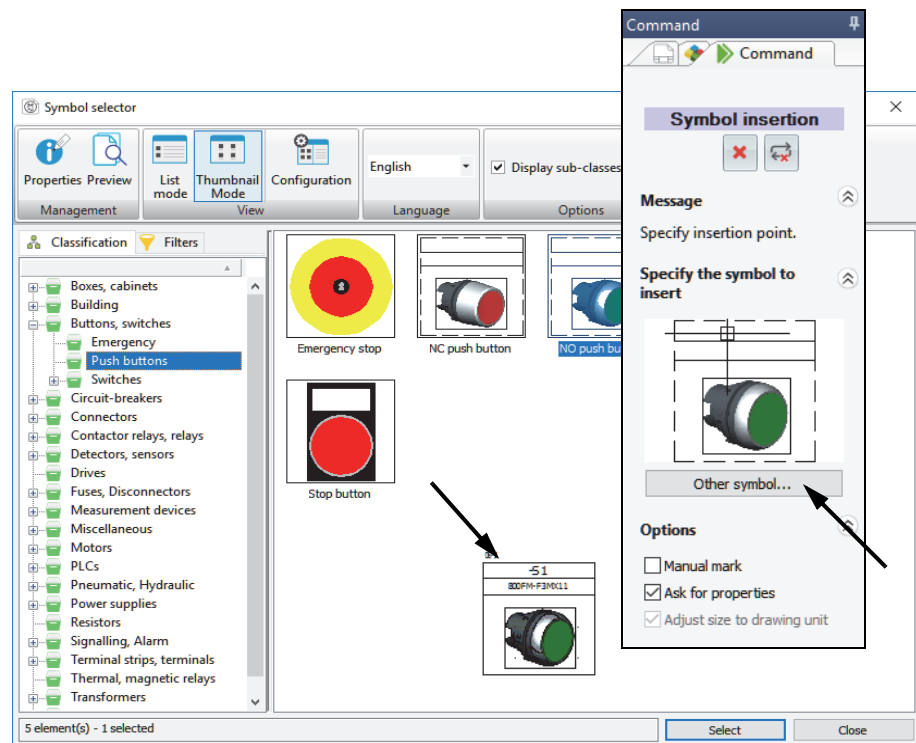 Symbol selector
Properties Preview
List mode
Thumbnail Mode
Configuration
English
Display sub-classes
Management
View
Language
Options
Classification
Filters
Boxes, cabinets
Building
Buttons, switches
Emergency
Push buttons
Switches
Circuit-breakers
Connectors
Contactor relays, relays
Detectors, sensors
Drives
Fuses, Disconnectors
Measurement devices
Miscellaneous
Motors
PLCs
Pneumatic, Hydraulic
Power supplies
Resistors
Signalling, Alarm
Terminal strips, terminals
Thermal, magnetic relays
Transformers
Emergency stop
NC push button
NO push bu
Stop button
-S1
800FM-F3MX11
5 element(s) - 1 selected
Select
Close
Command
Command
Symbol insertion
Message
Specify insertion point.
Specify the symbol to
insert
Other symbol...
Options
Manual mark
Ask for properties
Adjust size to drawing unit